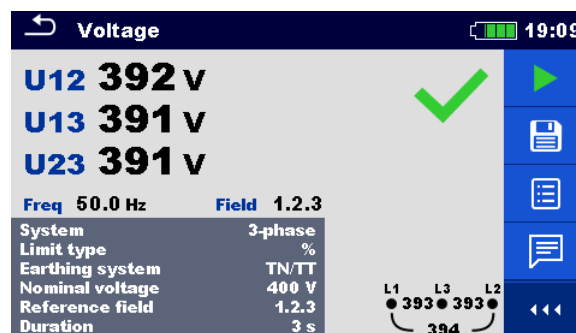 Voltage 19:09
U12 392 V
U13 391 V
U23 391 V
Freq 50.0 Hz Field 1.2.3
System 3-phase
Limit type %
Earthing system TN/TT
Nominal voltage 400 V
Reference field 1.2.3
Duration 3 s
L1 L3 L2
393 393
394